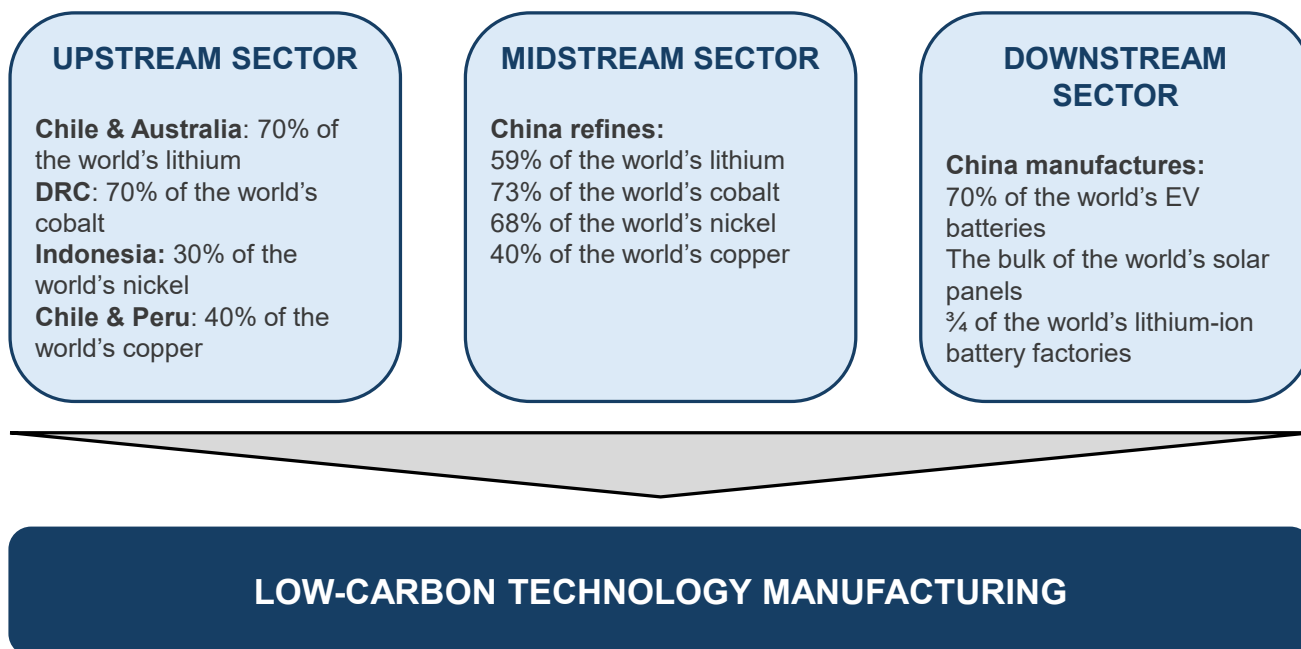 UPSTREAM SECTOR
Chile & Australia: 70% of
the world’s lithium
DRC: 70% of the world’s
cobalt
Indonesia: 30% of the
world’s nickel
Chile & Peru: 40% of the
world’s copper
MIDSTREAM SECTOR
China refines:
59% of the world’s lithium
73% of the world’s cobalt
68% of the world’s nickel
40% of the world’s copper
DOWNSTREAM
SECTOR
China manufactures:
70% of the world’s EV
batteries
The bulk of the world’s solar
panels
¾ of the world’s lithium-ion
battery factories
LOW-CARBON TECHNOLOGY MANUFACTURING